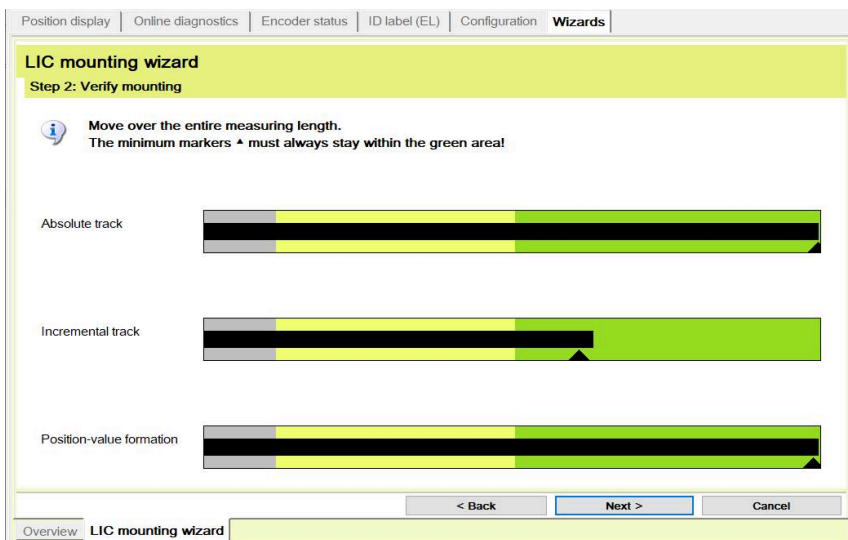 Position display Online diagnostics Encoder status ID label (EL) Configuration Wizards
LIC mounting wizard
Step 2: Verify mounting
Move over the entire measuring length.
The minimum markers ▲ must always stay within the green area!
Absolute track
Incremental track
Position-value formation
< Back Next > Cancel
Overview LIC mounting wizard